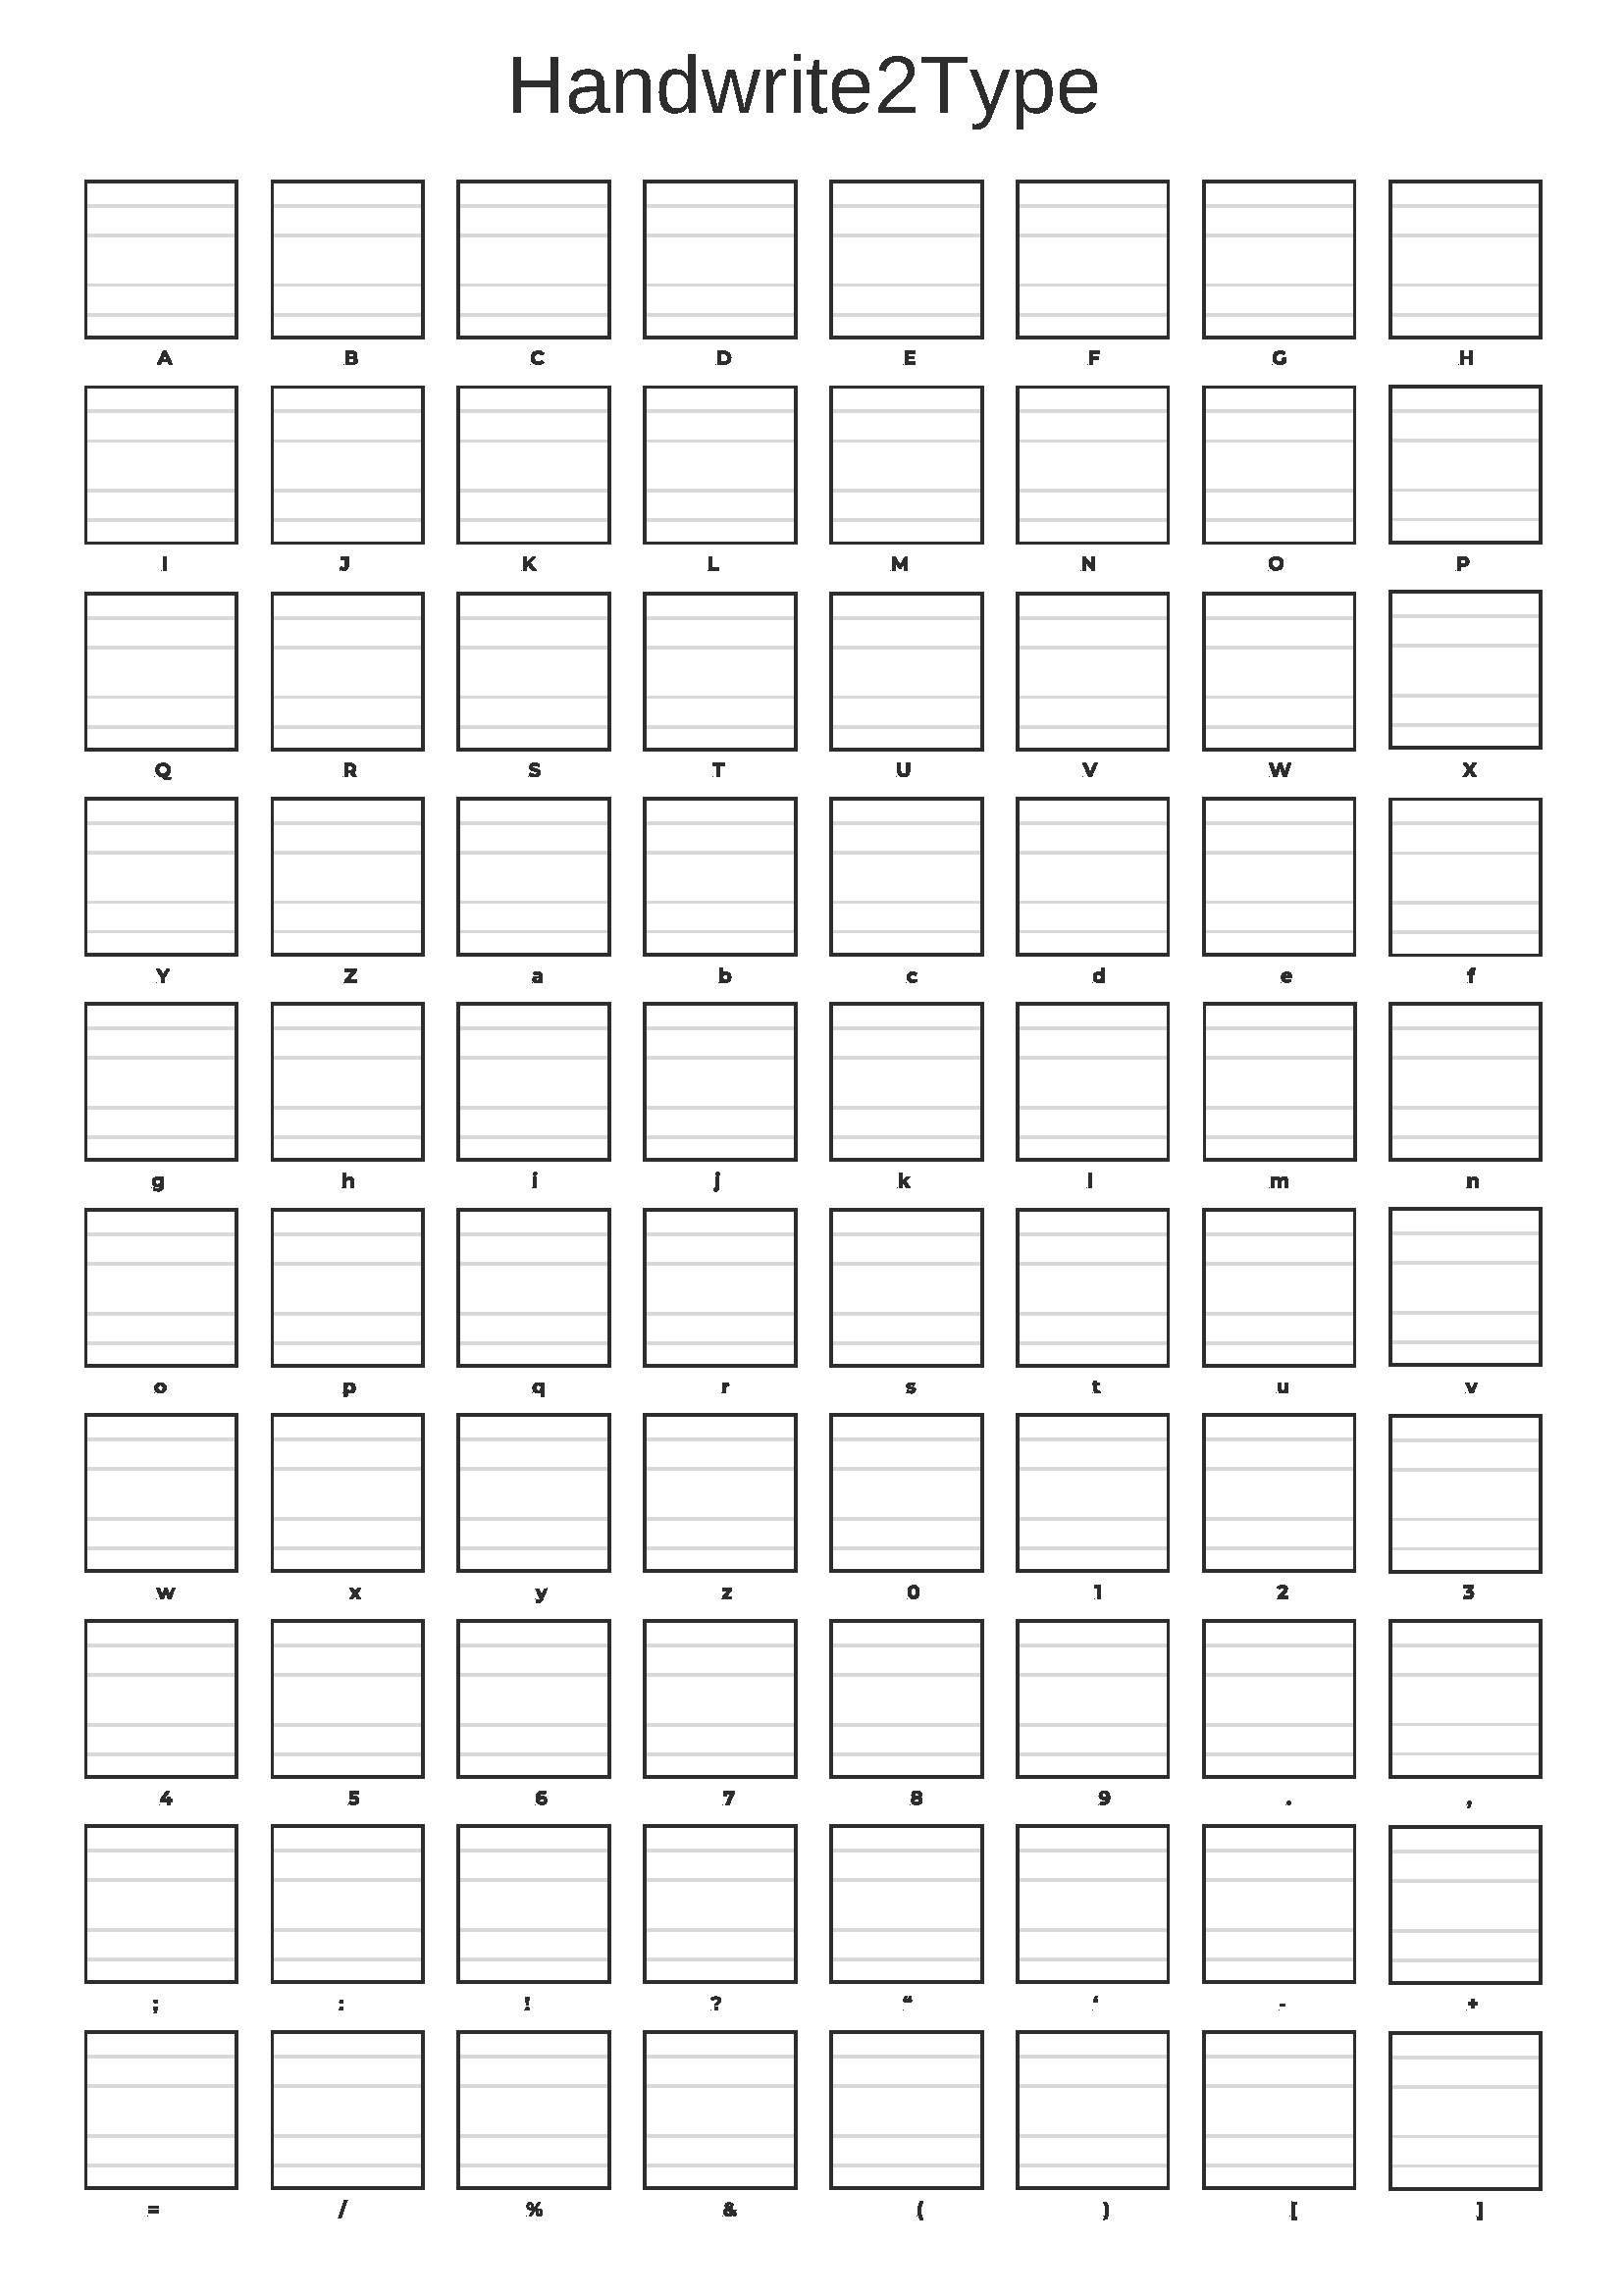 Handwrite2Type
A B C D E F G H
I J K L M N O P
Q R S T U V W X
Y Z a b c d e f
g h i j k l m n
o p q r s t u v
w x y z 0 1 2 3
4 5 6 7 8 9 . ,
; : ! ? “ ‘ - +
= / % & ( ) [ ]